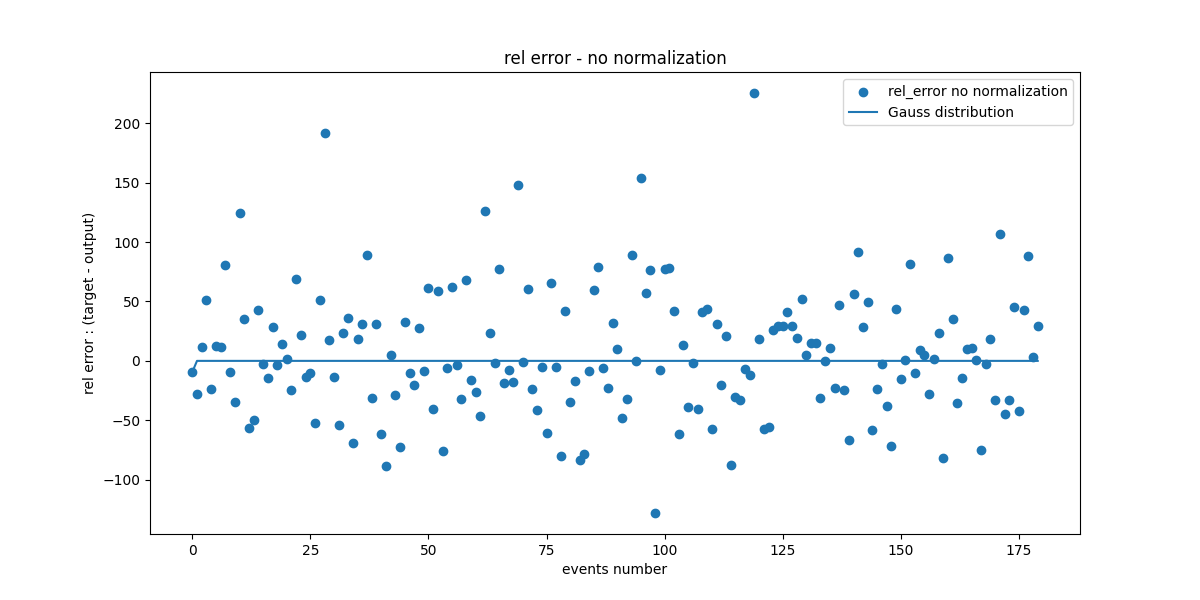 rel error - no normalization
rel_error no normalization
Gauss distribution
200
150
100
50
0
−50
−100
rel error : (target - output)
0 25 50 75 100 125 150 175
events number